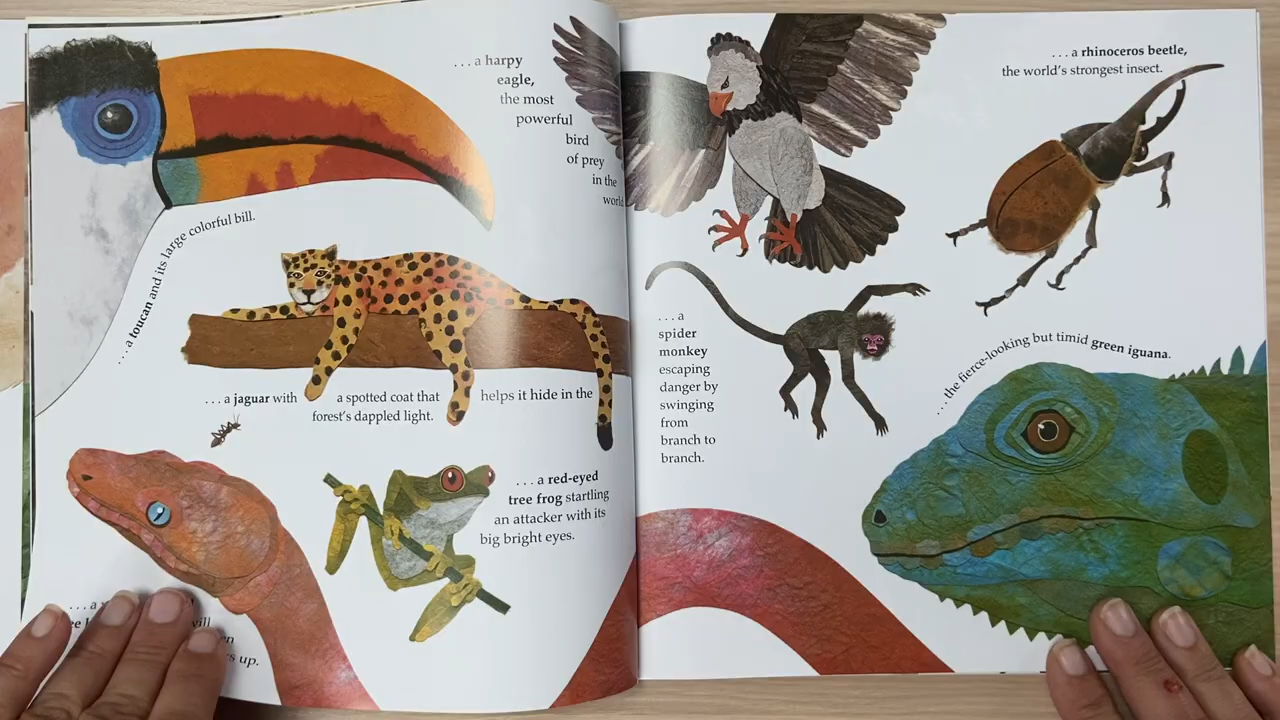 . . . a toucan and its large colorful bill.
. . . a harpy
eagle,
the most
powerful
bird
of prey
in the
world
. . . a jaguar with a spotted coat that helps it hide in the
forest's dappled light.
. . . a red-eyed
tree frog startling
an attacker with its
big bright eyes.
. . . a
will
up.
. . . a rhinoceros beetle,
the world's strongest insect.
. . . a
spider
monkey
escaping
danger by
swinging
from
branch to
branch.
. . . the fierce-looking but timid green iguana.